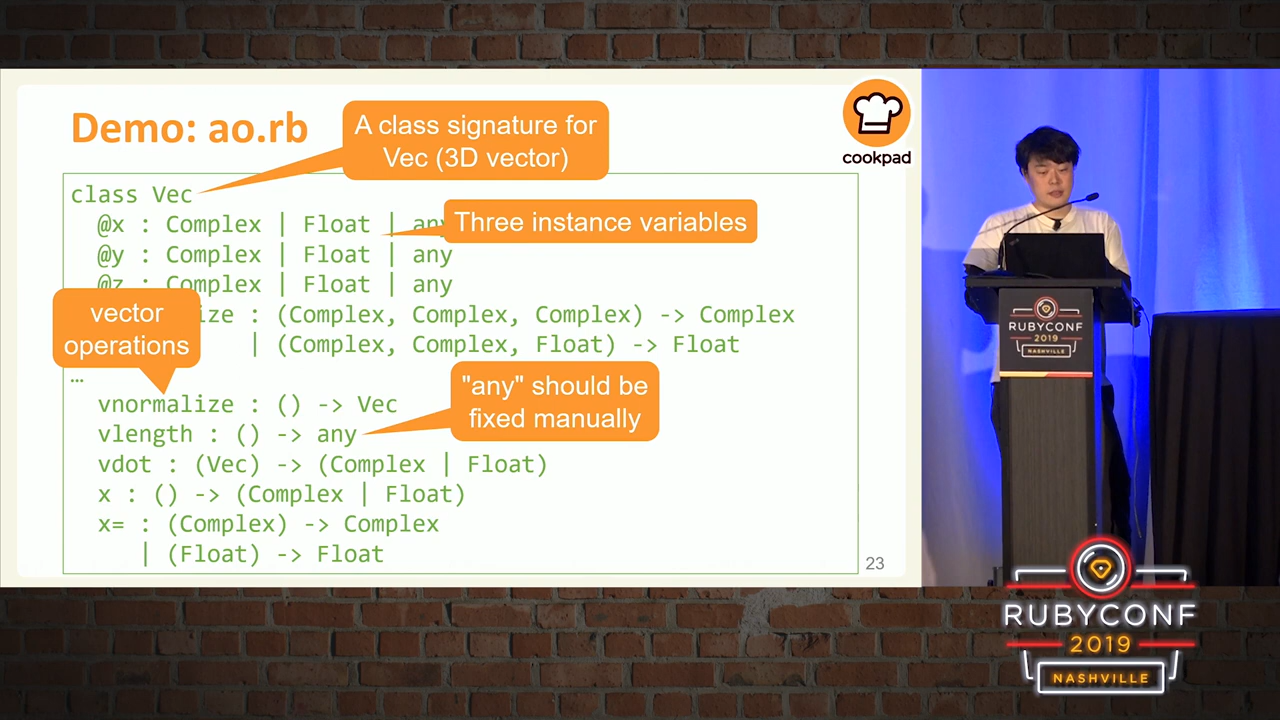 Demo: ao.rb
A class signature for
Vec (3D vector)
cookpad
class Vec
@x : Complex | Float | any
Three instance variables
@y : Complex | Float | any
@z : Complex | Float | any
vector
operations
ize : (Complex, Complex, Complex) -> Complex
| (Complex, Complex, Float) -> Float
…
"any" should be
fixed manually
vnormalize : () -> Vec
vlength : () -> any
vdot : (Vec) -> (Complex | Float)
x : () -> (Complex | Float)
x= : (Complex) -> Complex
| (Float) -> Float
23
RUBYCONF
2019
NASHVILLE
RUBYCONF
2019
NASHVILLE